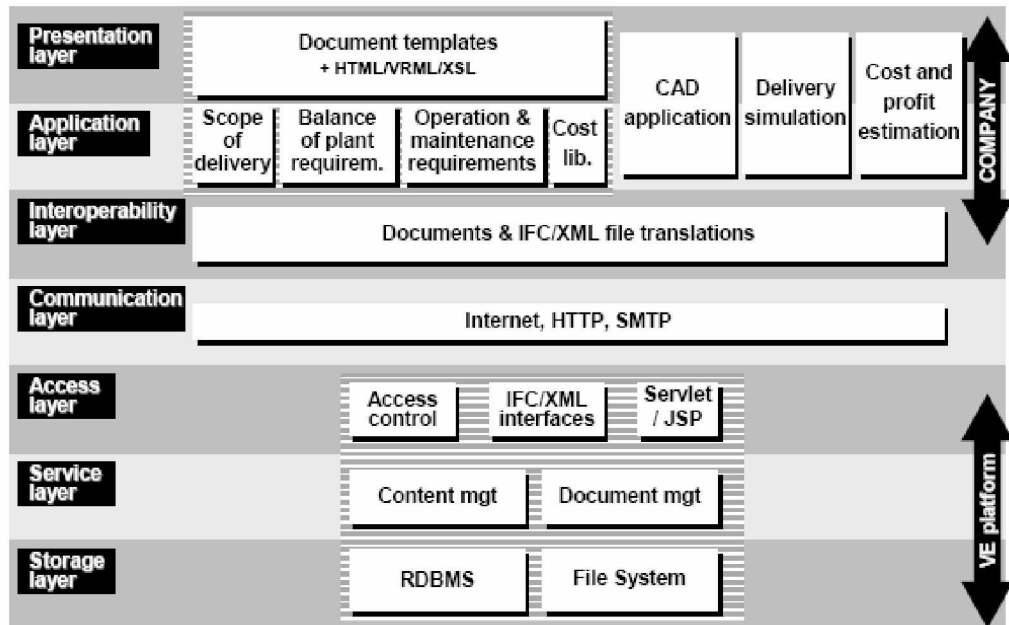 Presentation
layer
Document templates
+ HTML/VRML/XSL
CAD
application
Delivery
simulation
Cost and
profit
estimation
COMPANY
Application
layer
Scope
of
delivery
Balance
of plant
requirem.
Operation &
maintenance
requirements
Cost
lib.
Interoperability
layer
Documents & IFC/XML file translations
Communication
layer
Internet, HTTP, SMTP
Access
layer
Access
control
IFC/XML
interfaces
Servlet
/ JSP
VE platform
Service
layer
Content mgt
Document mgt
Storage
layer
RDBMS
File System